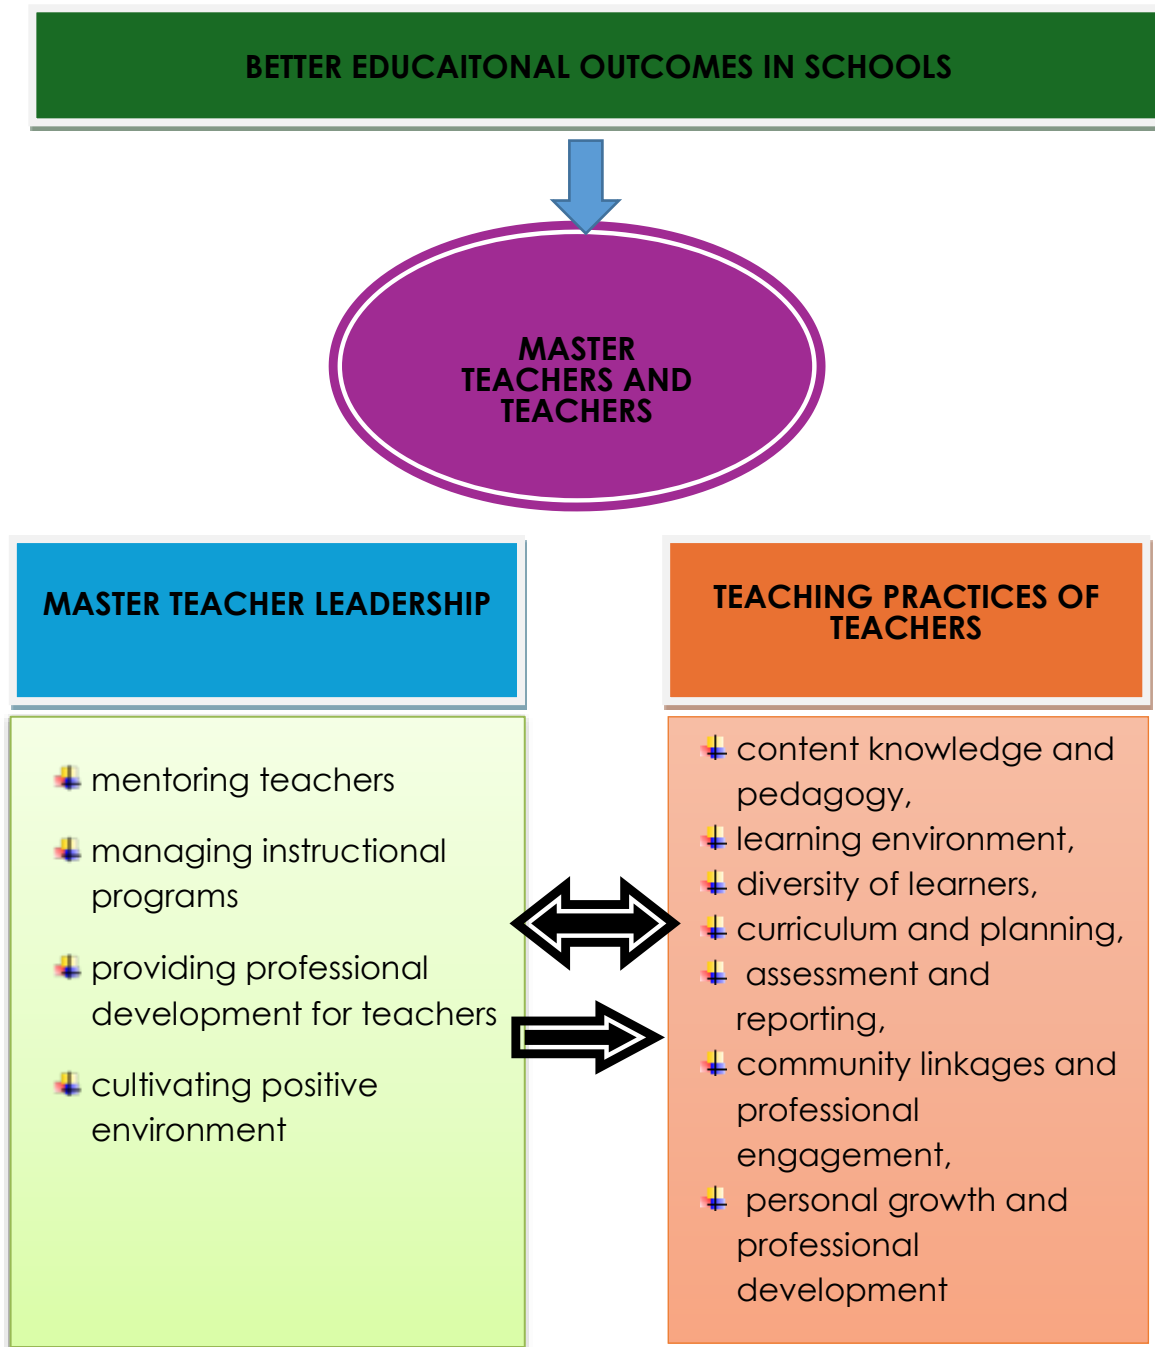 BETTER EDUCAITONAL OUTCOMES IN SCHOOLS
MASTER
TEACHERS AND
TEACHERS
MASTER TEACHER LEADERSHIP
mentoring teachers
managing instructional
programs
providing professional
development for teachers
cultivating positive
environment
TEACHING PRACTICES OF
TEACHERS
content knowledge and
pedagogy,
learning environment,
diversity of learners,
curriculum and planning,
assessment and
reporting,
community linkages and
professional
engagement,
personal growth and
professional
development